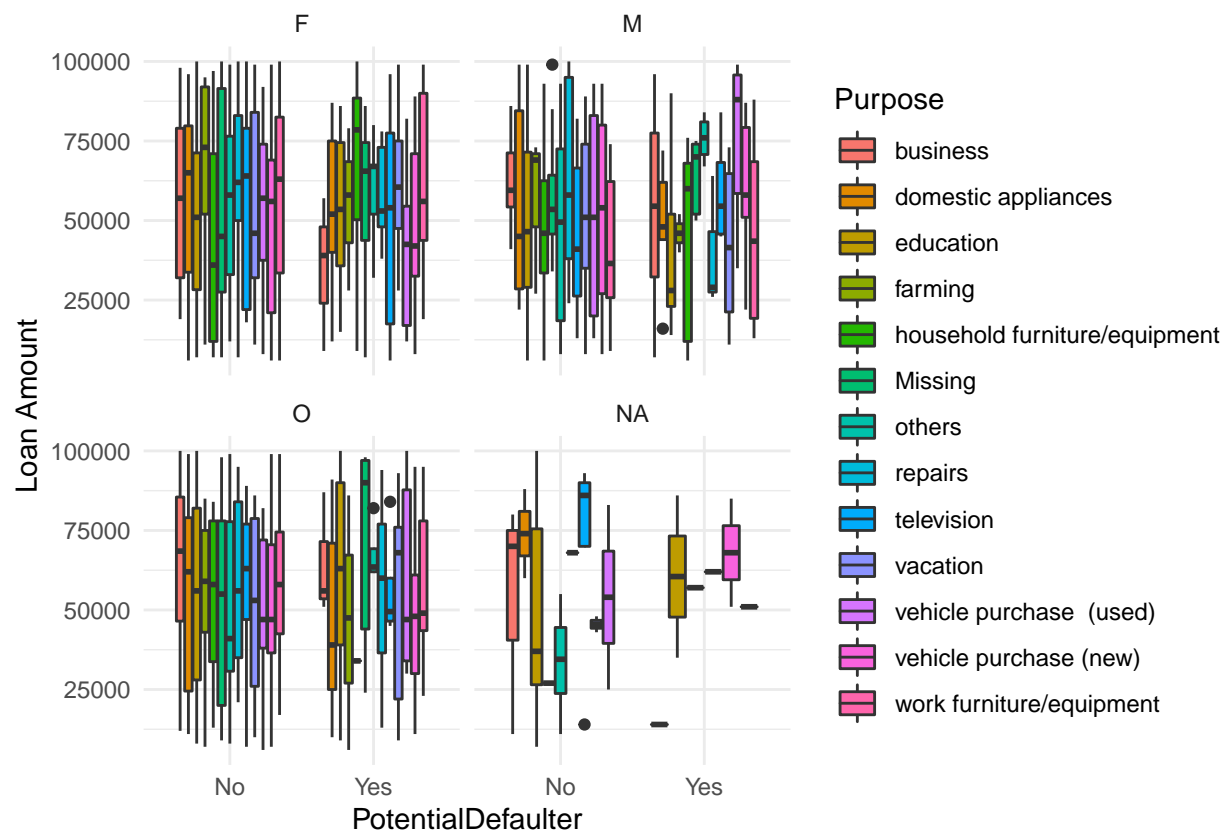 F
M
100000
75000
50000
25000
O
NA
100000
75000
50000
25000
No
Yes
No
Yes
Loan Amount
PotentialDefaulter
Purpose
business
domestic appliances
education
farming
household furniture/equipment
Missing
others
repairs
television
vacation
vehicle purchase  (used)
vehicle purchase (new)
work furniture/equipment